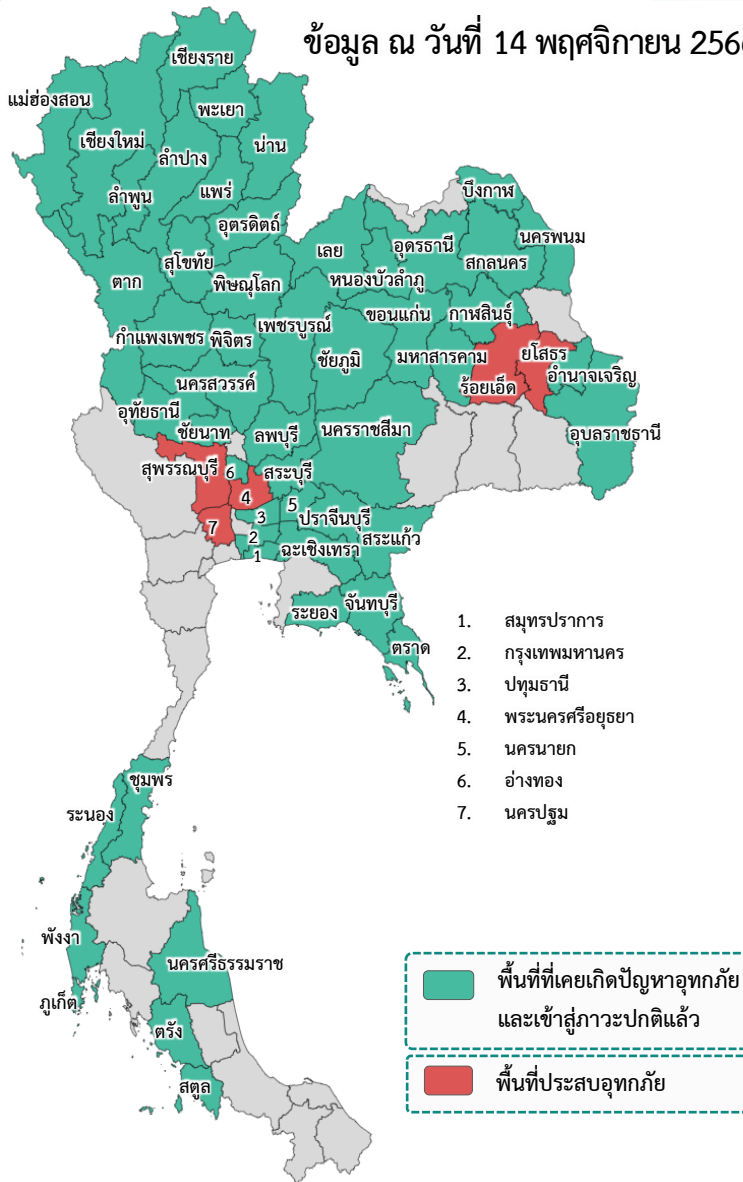 ข้อมูล ณ วันที่ 14 พฤศจิกายน 256
เชียงราย
แม่ฮ่องสอน
พะเยา
เชียงใหม่
น่าน
ลำปาง
ลำพูน
แพร่
อุตรดิตถ์
บึงกาฬ
เลย
อุดรธานี
นครพนม
สุโขทัย
สกลนคร
ตาก
พิษณุโลก
หนองบัวลำภู
ขอนแก่น
กาฬสินธุ์
เพชรบูรณ์
กำแพงเพชร
พิจิตร
ยโสธร
ชัยภูมิ
มหาสารคาม
อำนาจเจริญ
นครสวรรค์
ร้อยเอ็ด
อุทัยธานี
ชัยนาท
ลพบุรี
นครราชสีมา
อุบลราชธานี
สุพรรณบุรี
6
สระบุรี
4
5
7
3
ปราจีนบุรี
2
สระแก้ว
1
ฉะเชิงเทรา
ระยอง
จันทบุรี
ตราด
1. สมุทรปราการ
2. กรุงเทพมหานคร
3. ปทุมธานี
4. พระนครศรีอยุธยา
5. นครนายก
6. อ่างทอง
7. นครปฐม
ชุมพร
ระนอง
พังงา
นครศรีธรรมราช
ภูเก็ต
ตรัง
สตูล
พื้นที่ที่เคยเกิดปัญหาอุทกภัย
และเข้าสู่ภาวะปกติแล้ว
พื้นที่ประสบอุทกภัย